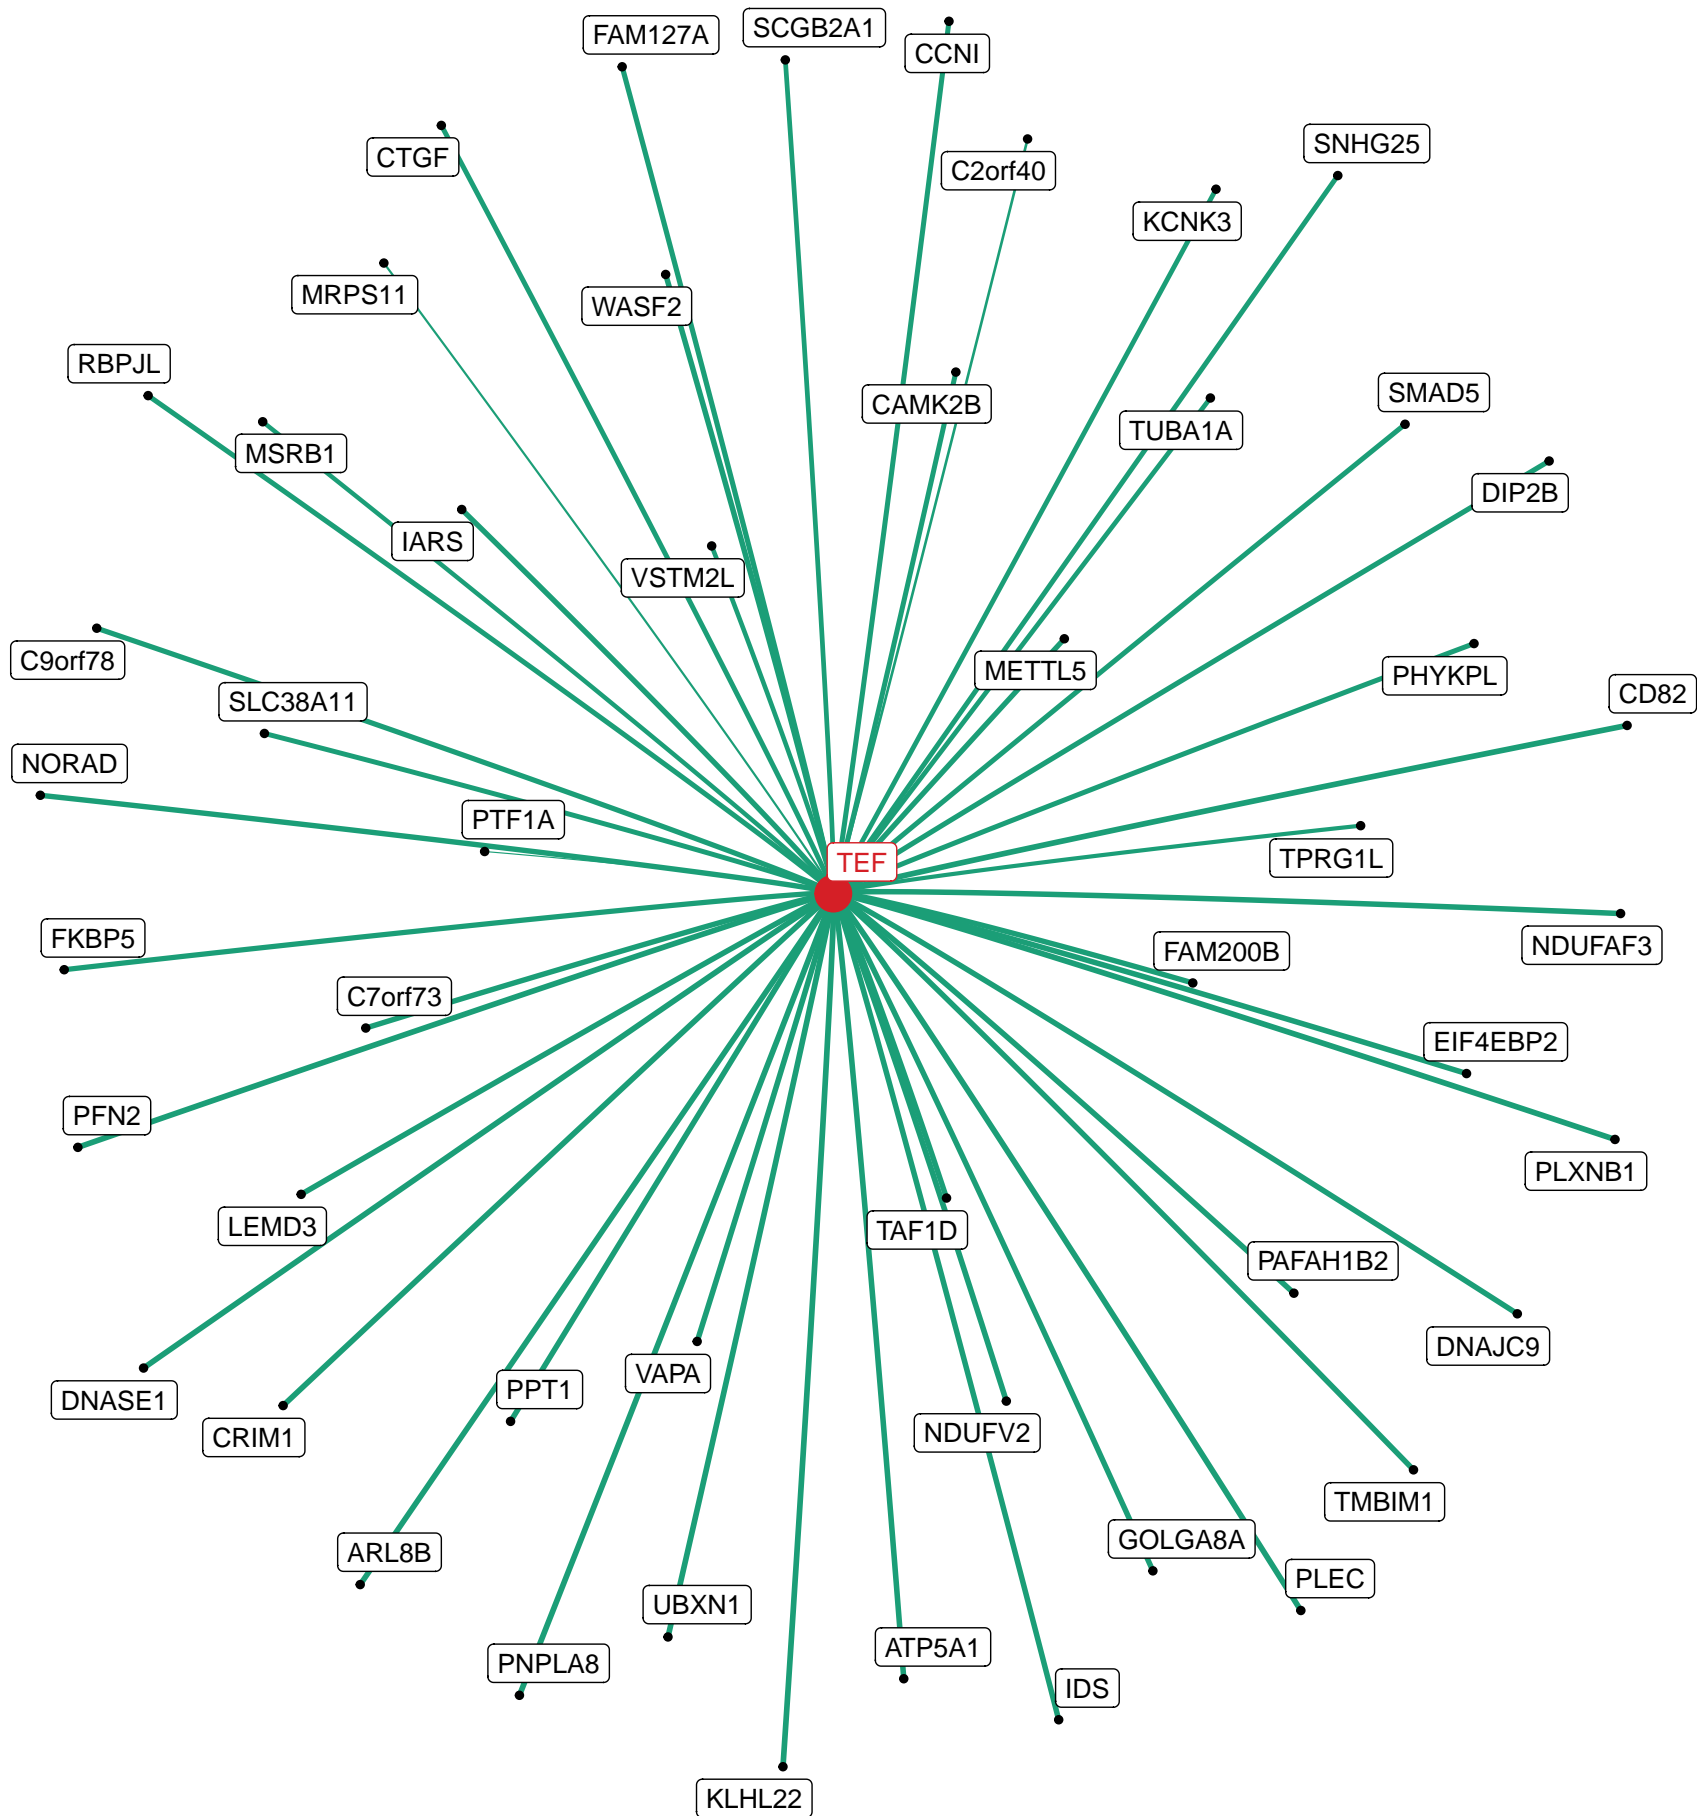 SCGB2A1
FAM127A
CCNI
SNHG25
CTGF
C2orf40
KCNK3
MRPS11
WASF2
RBPJL
SMAD5
CAMK2B
TUBA1A
MSRB1
DIP2B
IARS
VSTM2L
C9orf78
METTL5
PHYKPL
CD82
SLC38A11
NORAD
PTF1A
TPRG1L
TEF
FKBP5
NDUFAF3
FAM200B
C7orf73
EIF4EBP2
PFN2
PLXNB1
LEMD3
TAF1D
PAFAH1B2
DNAJC9
VAPA
PPT1
DNASE1
NDUFV2
CRIM1
TMBIM1
GOLGA8A
ARL8B
PLEC
UBXN1
ATP5A1
PNPLA8
IDS
KLHL22